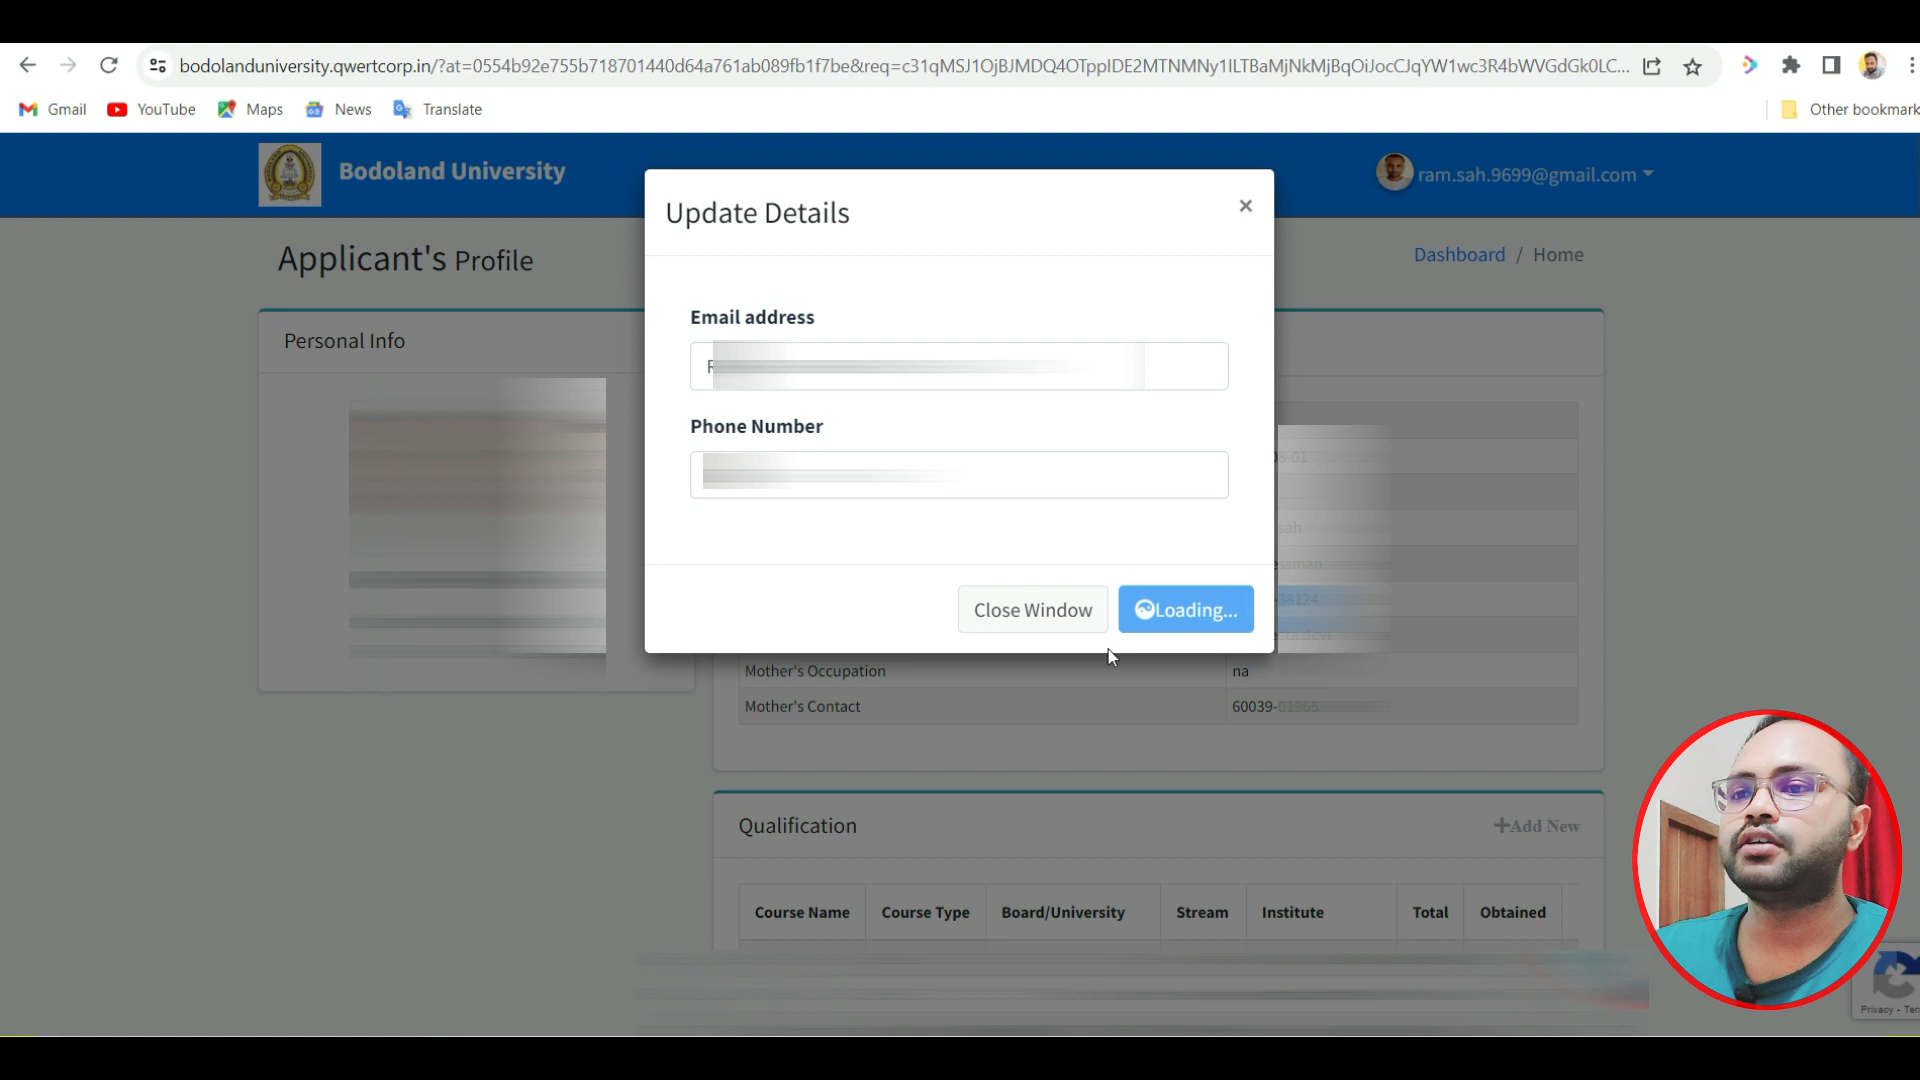 bodolanduniversity.qwertcorp.in/?at=0554b92e755b718701440d64a761ab089fb1f7be&req=c31qMSJ1OjBJMDQ4OTppIDE2MTNMNy1ILTBaMjNkMjBqOiJocCJqYW1wc3R4bWVGdGk0LC...
Gmail YouTube Maps News Translate Other bookmark
Bodoland University
ram.sah.9699@gmail.com
Update Details ×
Applicant's Profile
Dashboard / Home
Personal Info
Email address
Phone Number
Close Window Loading...
Mother's Occupation na
Mother's Contact 60039-01965
Qualification +Add New
Course Name Course Type Board/University Stream Institute Total Obtained
Privacy - Ter